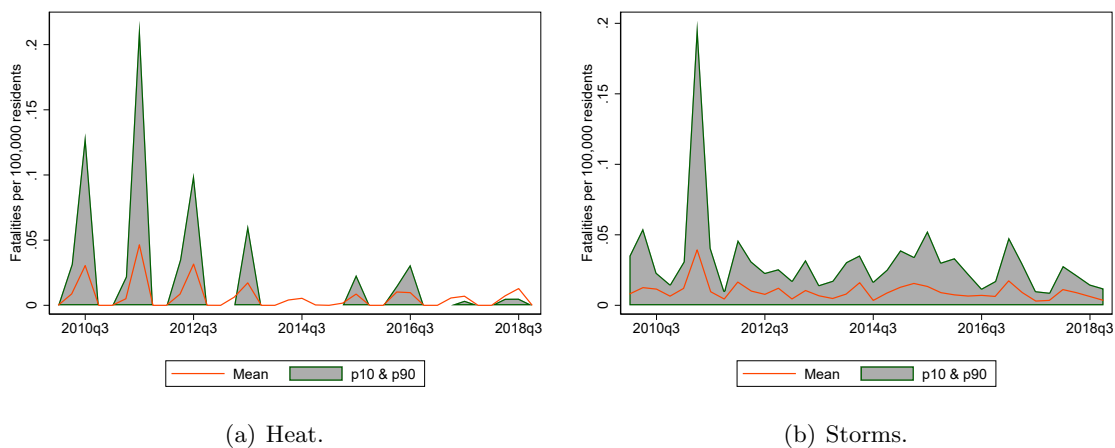 Fatalities per 100,000 residents
.2
.15
.1
.05
0
2010q3 2012q3 2014q3 2016q3 2018q3
Mean p10 & p90
(a) Heat.
Fatalities per 100,000 residents
.2
.15
.1
.05
0
2010q3 2012q3 2014q3 2016q3 2018q3
Mean p10 & p90
(b) Storms.